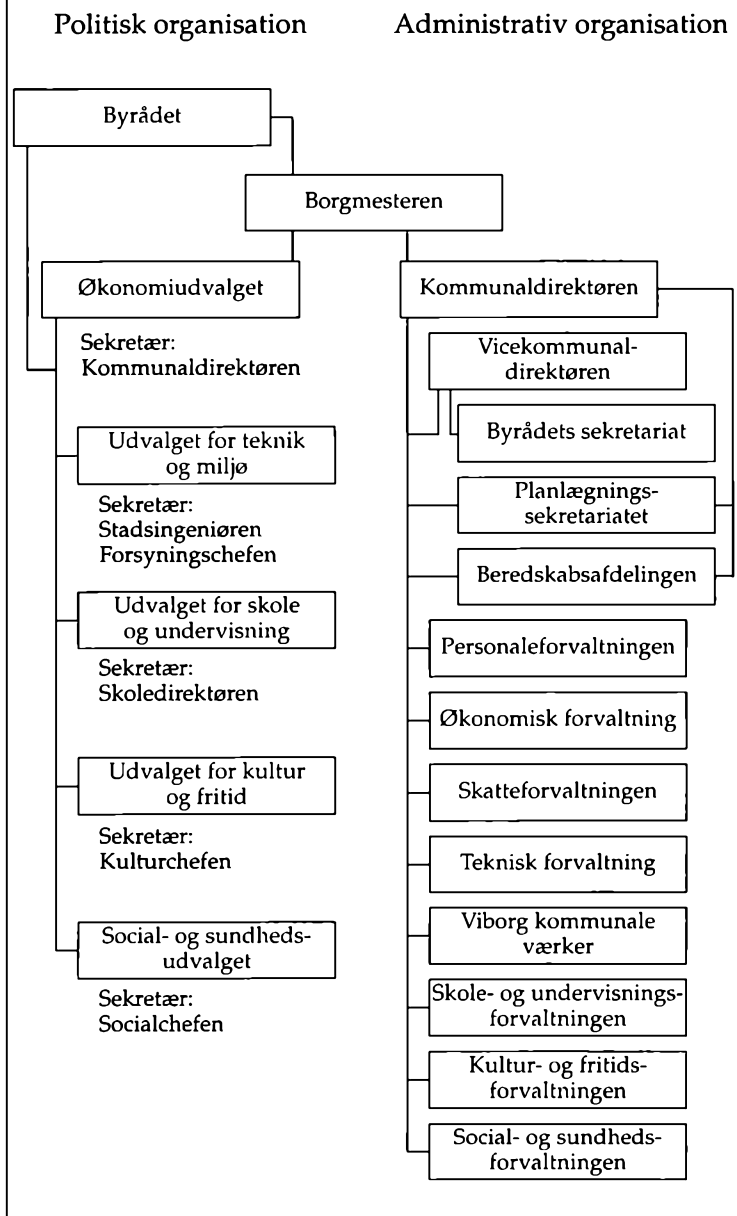 Politisk organisation
Administrativ organisation
Byrådet
Borgmesteren
Økonomiudvalget
Sekretær:
Kommunaldirektøren
Udvalget for teknik
og miljø
Sekretær:
Stadsingeniøren
Forsyningschefen
Udvalget for skole
og undervisning
Sekretær:
Skoledirektøren
Udvalget for kultur
og fritid
Sekretær:
Kulturchefen
Social- og sundheds-
udvalget
Sekretær:
Socialchefen
Kommunaldirektøren
Vicekommunal-
direktøren
Byrådets sekretariat
Planlægnings-
sekretariatet
Beredskabsafdelingen
Personaleforvaltningen
Økonomisk forvaltning
Skatteforvaltningen
Teknisk forvaltning
Viborg kommunale
værker
Skole- og undervisnings-
forvaltningen
Kultur- og fritids-
forvaltningen
Social- og sundheds-
forvaltningen